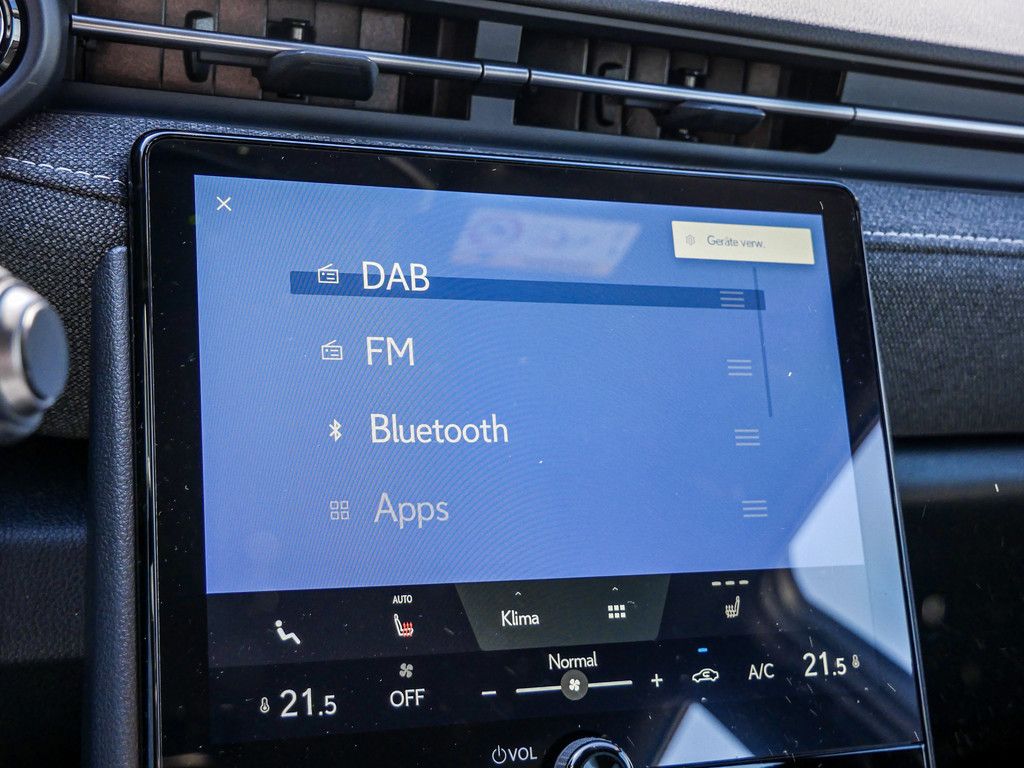 Geräte verw.
DAB
FM
Bluetooth
Apps
AUTO
Klima
21.5
OFF
Normal
A/C
21.5
VOL